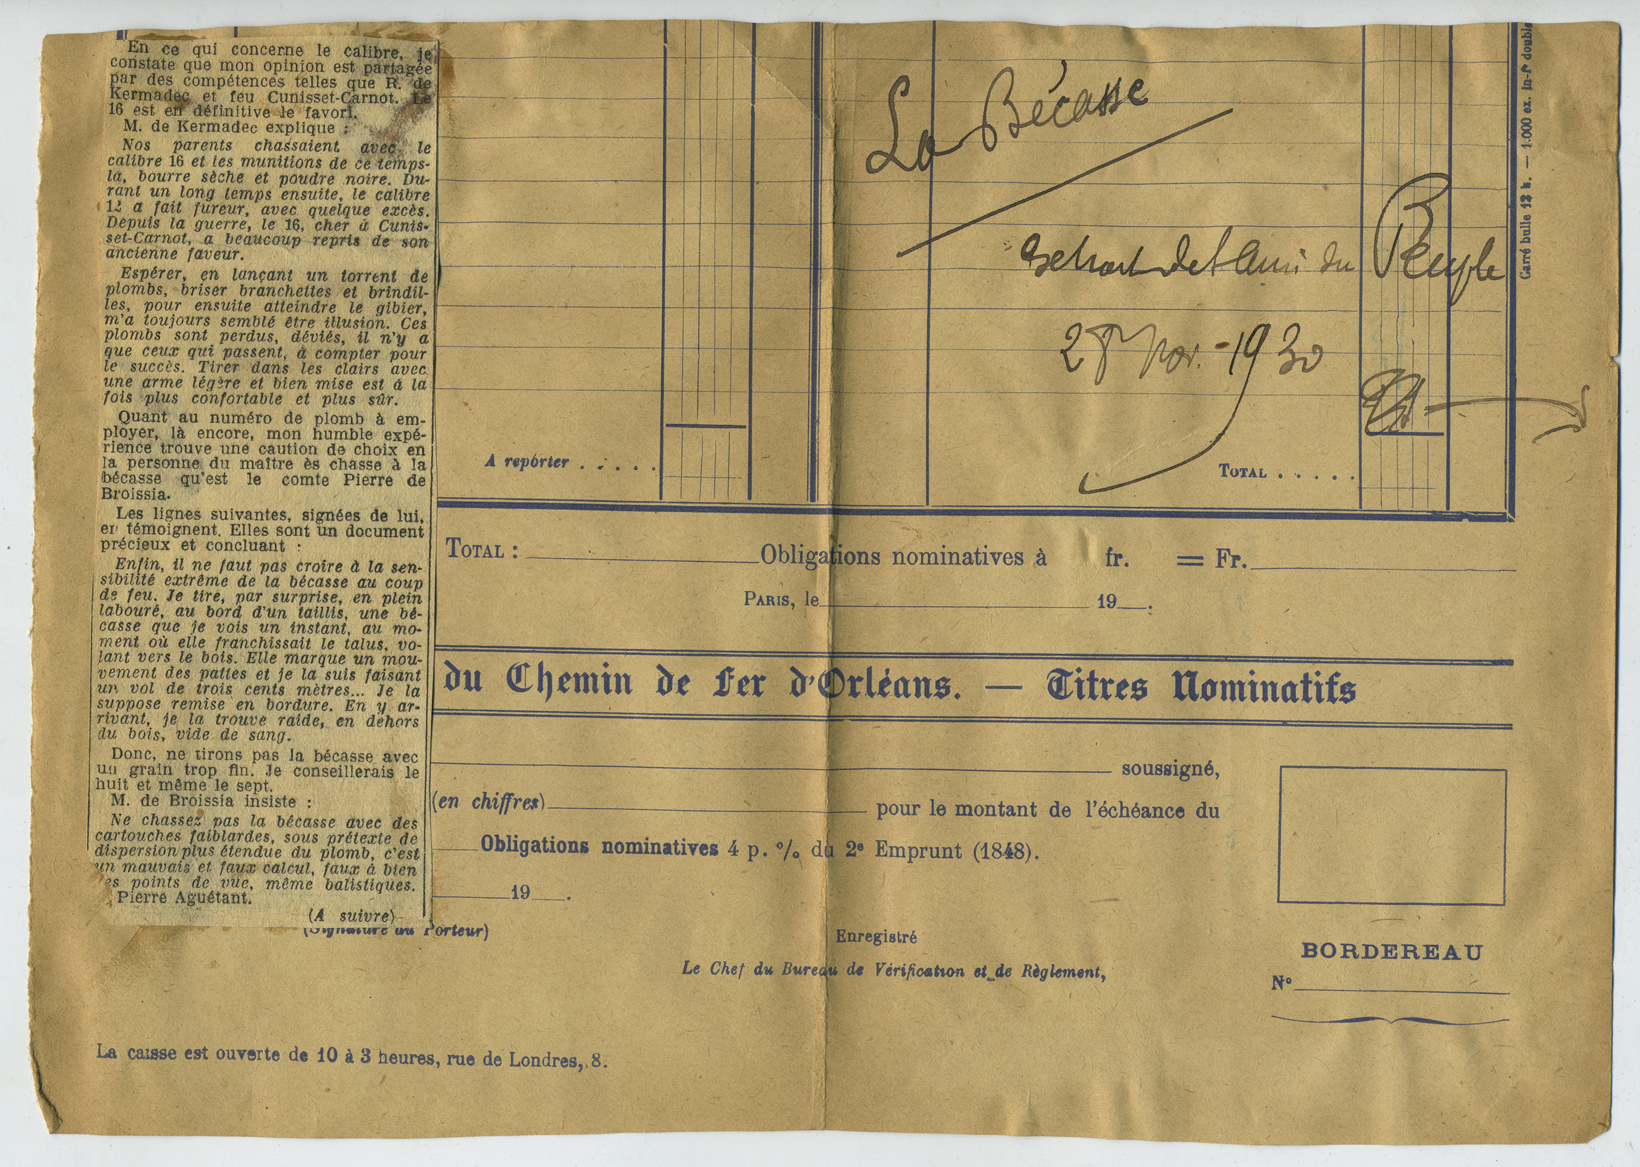 En ce qui concerne le calibre, je
constate que mon opinion est partagée
par des compétences telles que R. de
Kermadec et feu Cunisset-Carnot. Le
16 est en définitive le favori.
M. de Kermadec explique :
Nos parents chassaient avec le
calibre 16 et les munitions de ce temps-
là, bourre sèche et poudre noire. Du-
rant un long temps ensuite, le calibre
12 a fait fureur, avec quelque excès.
Depuis la guerre, le 16, cher à Cunis-
set-Carnot, a beaucoup repris de son
ancienne faveur.
Espérer, en lançant un torrent de
plombs, briser branchettes et brindil-
les, pour ensuite atteindre le gibier,
m'a toujours semblé être illusion. Ces
plombs sont perdus, déviés, il n'y a
que ceux qui passent, à compter pour
le succès. Tirer dans les clairs avec
une arme légère et bien mise est à la
fois plus confortable et plus sûr.
Quant au numéro de plomb à em-
ployer, là encore, mon humble expé-
rience trouve une caution de choix en
la personne du maître ès chasse à la
bécasse qu'est le comte Pierre de
Broissia.
Les lignes suivantes, signées de lui,
en témoignent. Elles sont un document
précieux et concluant :
Enfin, il ne faut pas croire à la sen-
sibilité extrême de la bécasse au coup
de feu. Je tire, par surprise, en plein
labouré, au bord d'un taillis, une bé-
casse que je vois un instant, au mo-
ment où elle franchissait le talus, vo-
lant vers le bois. Elle marque un mou-
vement des pattes et je la suis faisant
un vol de trois cents mètres... Je la
suppose remise en bordure. En y ar-
rivant, je la trouve raide, en dehors
du bois, vide de sang.
Donc, ne tirons pas la bécasse avec
un grain trop fin. Je conseillerais le
huit et même le sept.
M. de Broissia insiste :
Ne chassez pas la bécasse avec des
cartouches faiblardes, sous prétexte de
dispersion plus étendue du plomb, c'est
un mauvais et faux calcul, faux à bien
es points de vue, même balistiques.
Pierre Aguétant.
(A suivre)
La Bécasse
de l'ami du Peuple
28 Nov. - 1930
Carré bulle 12 k. — 1.000 ex. in-f° double
A repórter . . . . .
TOTAL . . . . .
TOTAL : Obligations nominatives à fr. = Fr.
PARIS, le 19 .
du Chemin de Fer d'Orléans. — Titres Nominatifs
soussigné,
(en chiffres) pour le montant de l'échéance du
Obligations nominatives 4 p. % du 2e Emprunt (1848).
19 .
(Signature du Porteur)
Enregistré
Le Chef du Bureau de Vérification et de Règlement,
BORDEREAU
N°
La caisse est ouverte de 10 à 3 heures, rue de Londres, 8.